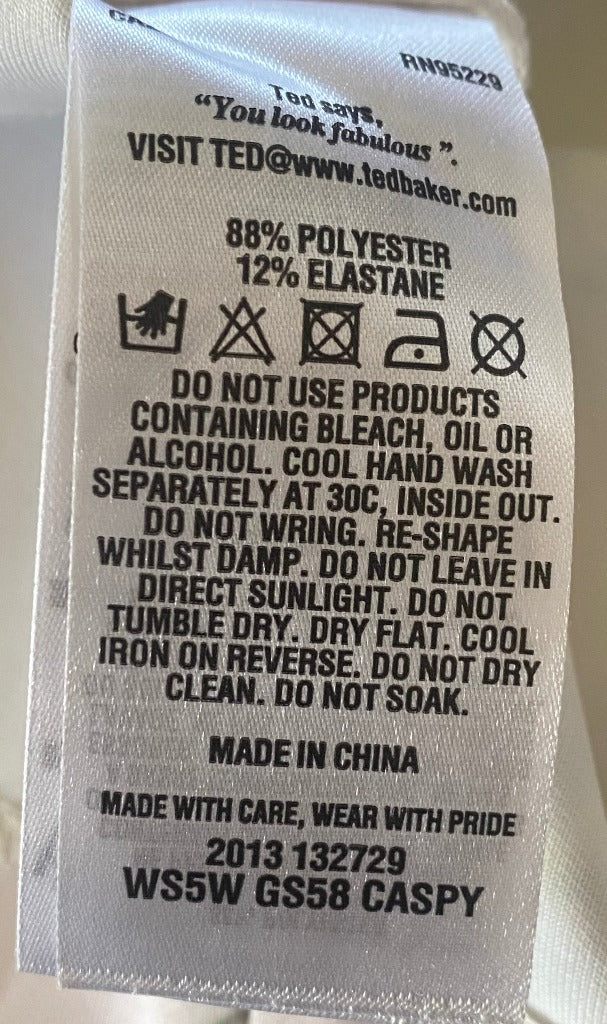 RN95229
Ted says,
“You look fabulous”.
VISIT TED@www.tedbaker.com
88% POLYESTER
12% ELASTANE
DO NOT USE PRODUCTS
CONTAINING BLEACH, OIL OR
ALCOHOL. COOL HAND WASH
SEPARATELY AT 30C, INSIDE OUT.
DO NOT WRING. RE-SHAPE
WHILST DAMP. DO NOT LEAVE IN
DIRECT SUNLIGHT. DO NOT
TUMBLE DRY. DRY FLAT. COOL
IRON ON REVERSE. DO NOT DRY
CLEAN. DO NOT SOAK.
MADE IN CHINA
MADE WITH CARE, WEAR WITH PRIDE
2013 132729
WS5W GS58 CASPY